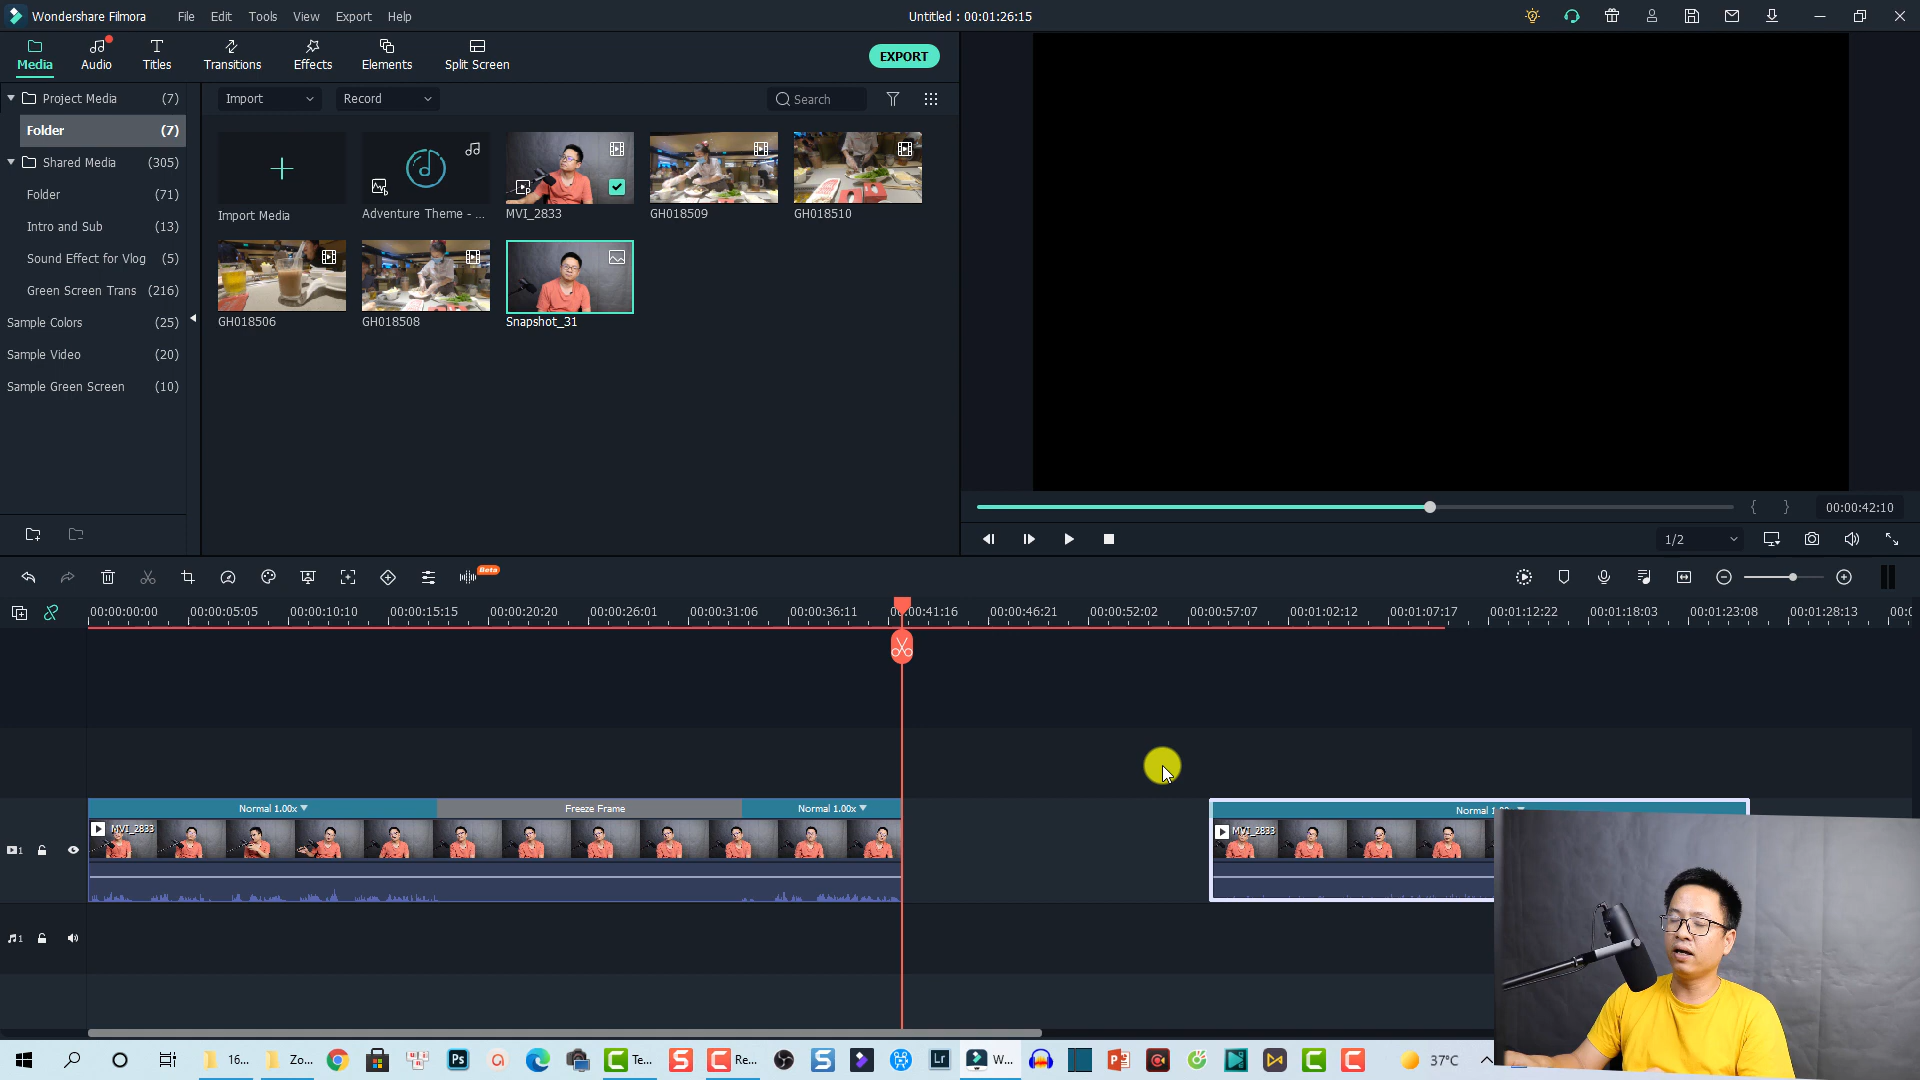 Wondershare Filmora File Edit Tools View Export Help Untitled : 00:01:26:15
Media Audio Titles Transitions Effects Elements Split Screen EXPORT
Project Media (7) Import Record Search
Folder (7)
Shared Media (305)
Folder (71)
Intro and Sub (13)
Sound Effect for Vlog (5)
Green Screen Trans (216)
Sample Colors (25)
Sample Video (20)
Sample Green Screen (10)
Import Media Adventure Theme - ... MVI_2833 GH018509 GH018510
GH018506 GH018508 Snapshot_31
{ } 00:00:42:10
1/2
Beta
00:00:00:00 00:00:05:05 00:00:10:10 00:00:15:15 00:00:20:20 00:00:26:01 00:00:31:06 00:00:36:11 00:00:41:16 00:00:46:21 00:00:52:02 00:00:57:07 00:01:02:12 00:01:07:17 00:01:12:22 00:01:18:03 00:01:23:08 00:01:28:13
Normal 1.00x Freeze Frame Normal 1.00x
MVI_2833 MVI_2833
1
1
16... Zo... Ps Te... S Re... S Lr W... 37°C